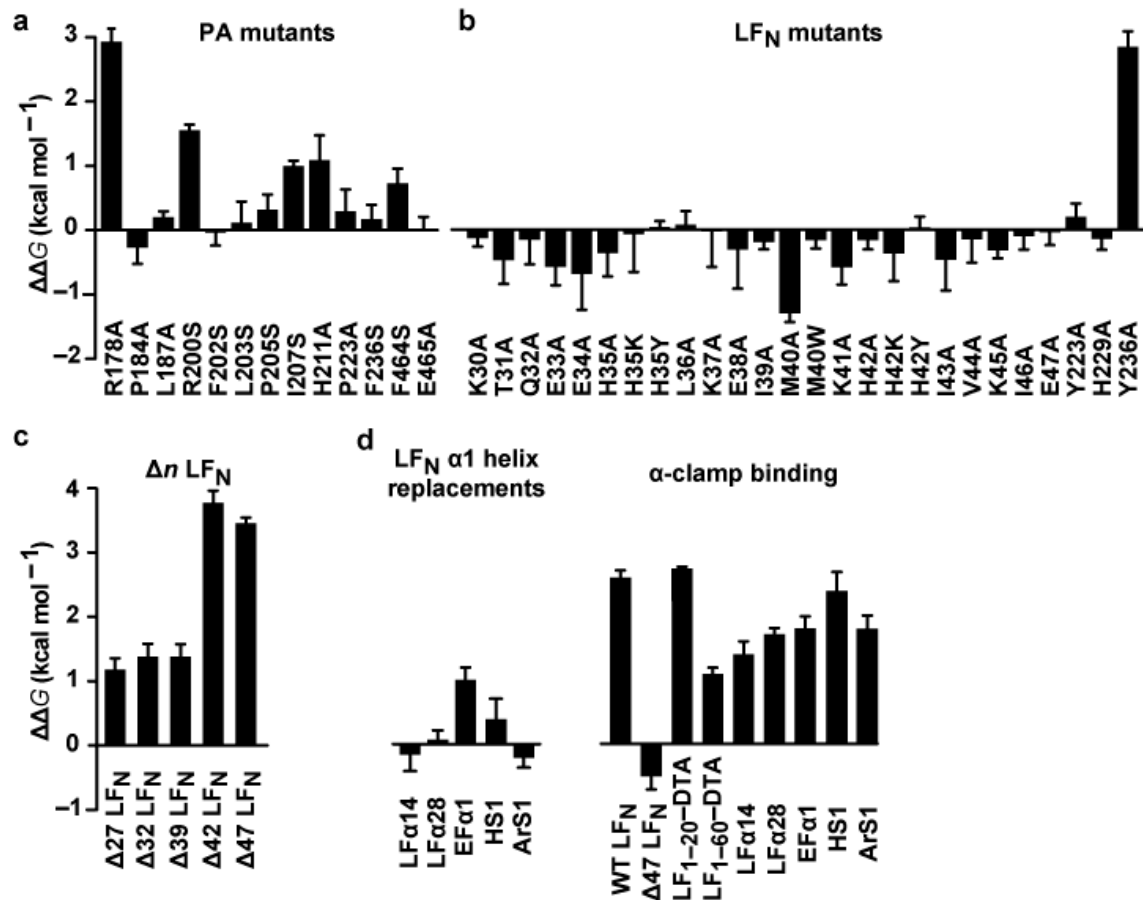 a
PA mutants
3
2
1
0
−1
−2
ΔΔG (kcal mol−1)
R178A
P184A
L187A
R200S
F202S
L203S
P205S
I207S
H211A
P223A
F236S
F464S
E465A
b
LFN mutants
K30A
T31A
Q32A
E33A
E34A
H35A
H35K
H35Y
L36A
K37A
E38A
I39A
M40A
M40W
K41A
H42A
H42K
H42Y
I43A
V44A
K45A
I46A
E47A
Y223A
H229A
Y236A
c
Δn LFN
4
3
2
1
0
−1
ΔΔG (kcal mol−1)
Δ27 LFN
Δ32 LFN
Δ39 LFN
Δ42 LFN
Δ47 LFN
d
LFN α1 helix
replacements
LFα14
LFα28
EFα1
HS1
ArS1
α-clamp binding
WT LFN
Δ47 LFN
LF1−20−DTA
LF1−60−DTA
LFα14
LFα28
EFα1
HS1
ArS1